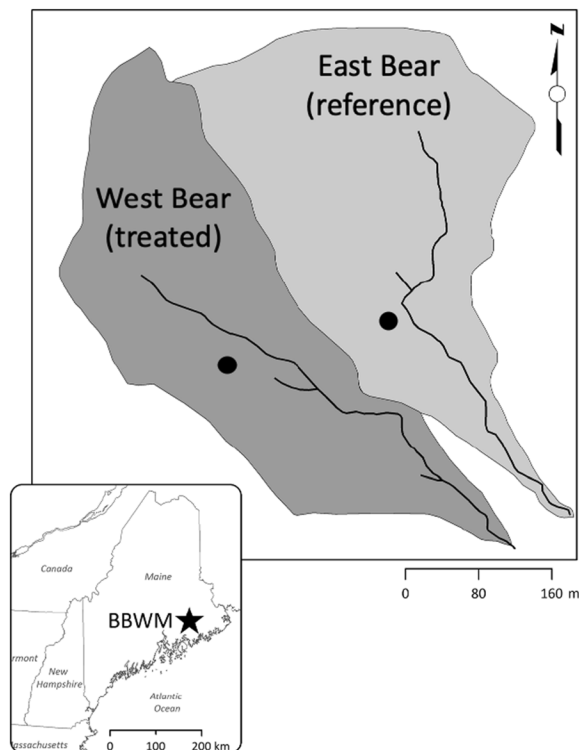 East Bear
(reference)
N
West Bear
(treated)
0 80 160 m
Canada
Maine
BBWM
rmont
New
Hampshire
Atlantic
Ocean
assachusetts
0 100 200 km